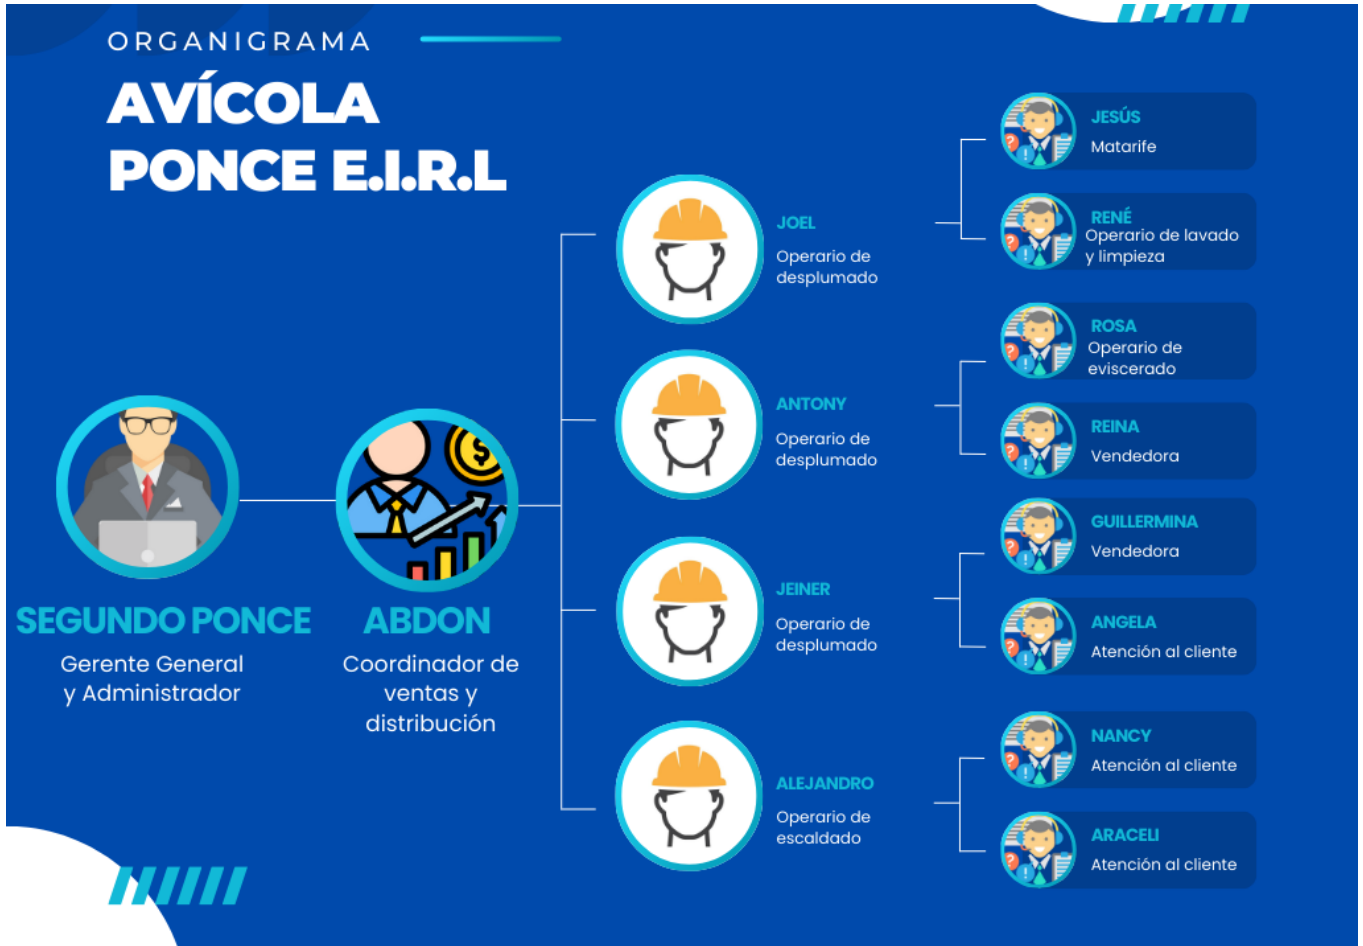 ORGANIGRAMA
AVÍCOLA
PONCE E.I.R.L
SEGUNDO PONCE
Gerente General
y Administrador
ABDON
Coordinador de
ventas y
distribución
JOEL
Operario de
desplumado
ANTONY
Operario de
desplumado
JEINER
Operario de
desplumado
ALEJANDRO
Operario de
escaldado
JESÚS
Matarife
RENÉ
Operario de lavado
y limpieza
ROSA
Operario de
eviscerado
REINA
Vendedora
GUILLERMINA
Vendedora
ANGELA
Atención al cliente
NANCY
Atención al cliente
ARACELI
Atención al cliente